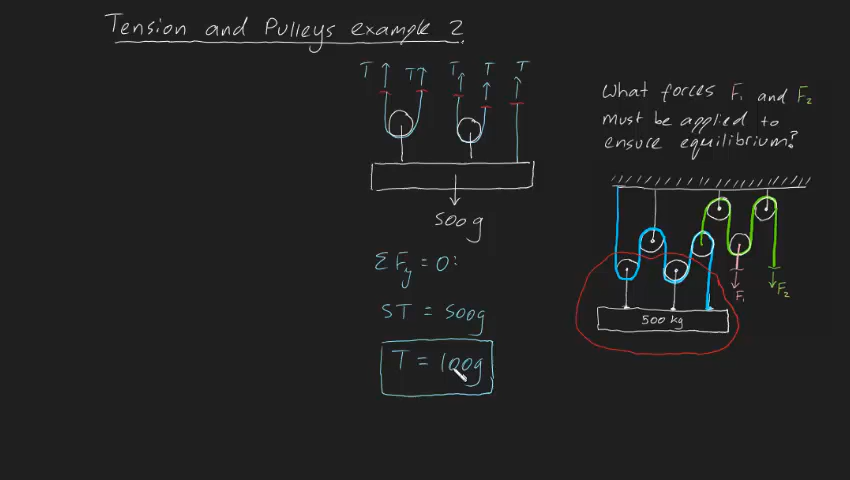 Tension and Pulleys example 2
T T T T T
500g
ΣFy = 0:
5T = 500g
T = 100g
What forces F1 and F2
must be applied to
ensure equilibrium?
F1 F2
500 kg